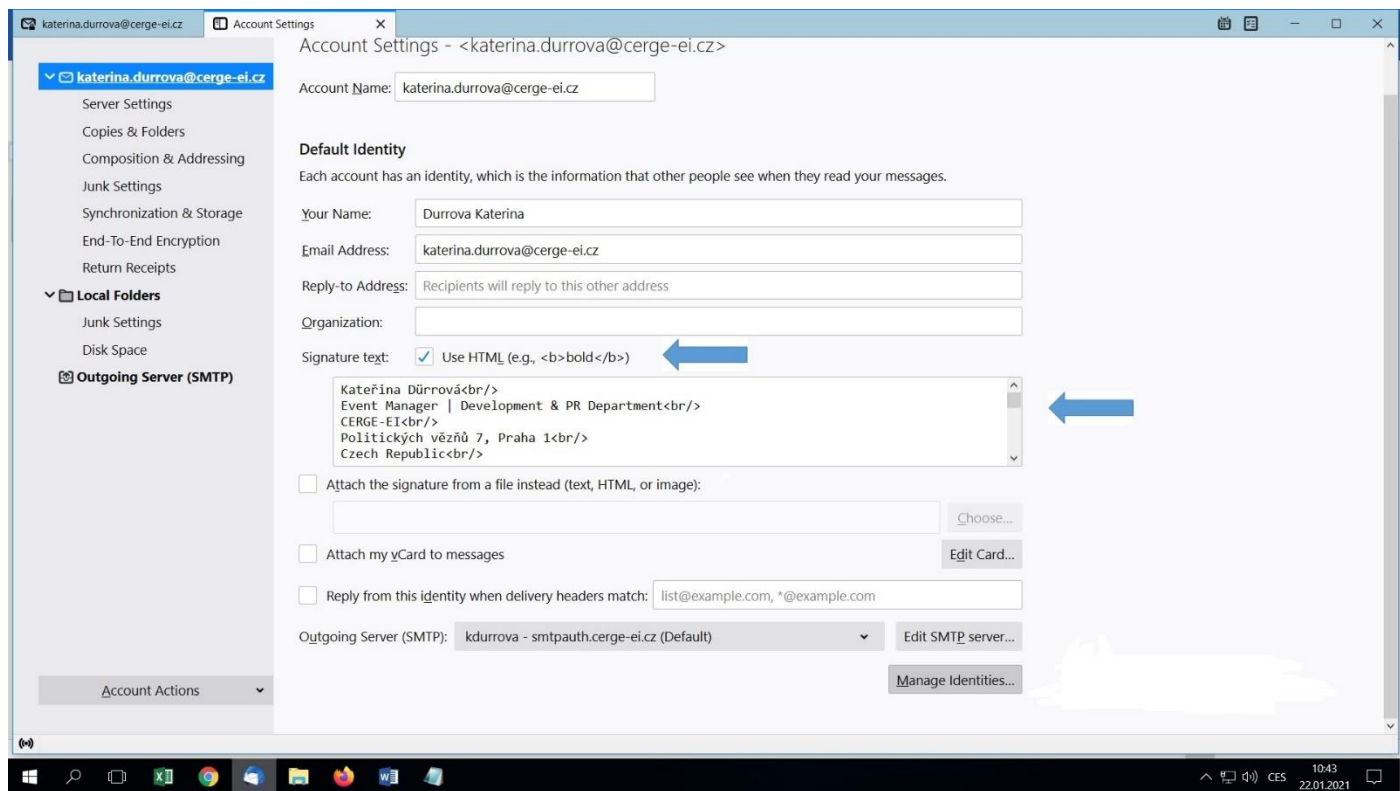 katerina.durrova@cerge-ei.cz
Account Settings
Account Settings - <katerina.durrova@cerge-ei.cz>
katerina.durrova@cerge-ei.cz
Server Settings
Copies & Folders
Composition & Addressing
Junk Settings
Synchronization & Storage
End-To-End Encryption
Return Receipts
Local Folders
Junk Settings
Disk Space
Outgoing Server (SMTP)
Account Actions
Account Name: katerina.durrova@cerge-ei.cz
Default Identity
Each account has an identity, which is the information that other people see when they read your messages.
Your Name: Durrova Katerina
Email Address: katerina.durrova@cerge-ei.cz
Reply-to Address: Recipients will reply to this other address
Organization:
Signature text: Use HTML (e.g., <b>bold</b>)
Kateřina Dürrová<br/>
Event Manager | Development & PR Department<br/>
CERGE-EI<br/>
Politických vězňů 7, Praha 1<br/>
Czech Republic<br/>
Attach the signature from a file instead (text, HTML, or image):
Choose...
Attach my vCard to messages
Edit Card...
Reply from this identity when delivery headers match: list@example.com, *@example.com
Outgoing Server (SMTP): kdurrova - smtpauth.cerge-ei.cz (Default) Edit SMTP server...
Manage Identities...
CES
10:43
22.01.2021